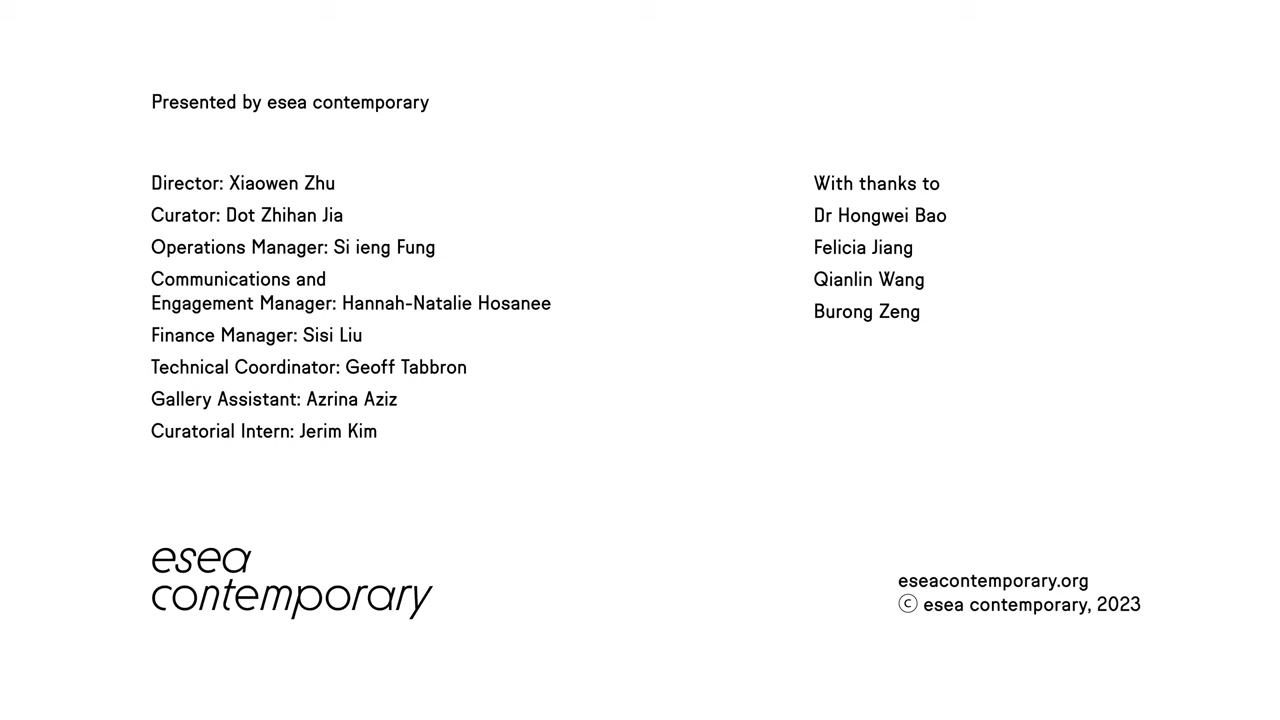 Presented by esea contemporary
Director: Xiaowen Zhu
Curator: Dot Zhihan Jia
Operations Manager: Si ieng Fung
Communications and
Engagement Manager: Hannah-Natalie Hosanee
Finance Manager: Sisi Liu
Technical Coordinator: Geoff Tabbron
Gallery Assistant: Azrina Aziz
Curatorial Intern: Jerim Kim
With thanks to
Dr Hongwei Bao
Felicia Jiang
Qianlin Wang
Burong Zeng
esea
contemporary
eseacontemporary.org
© esea contemporary, 2023